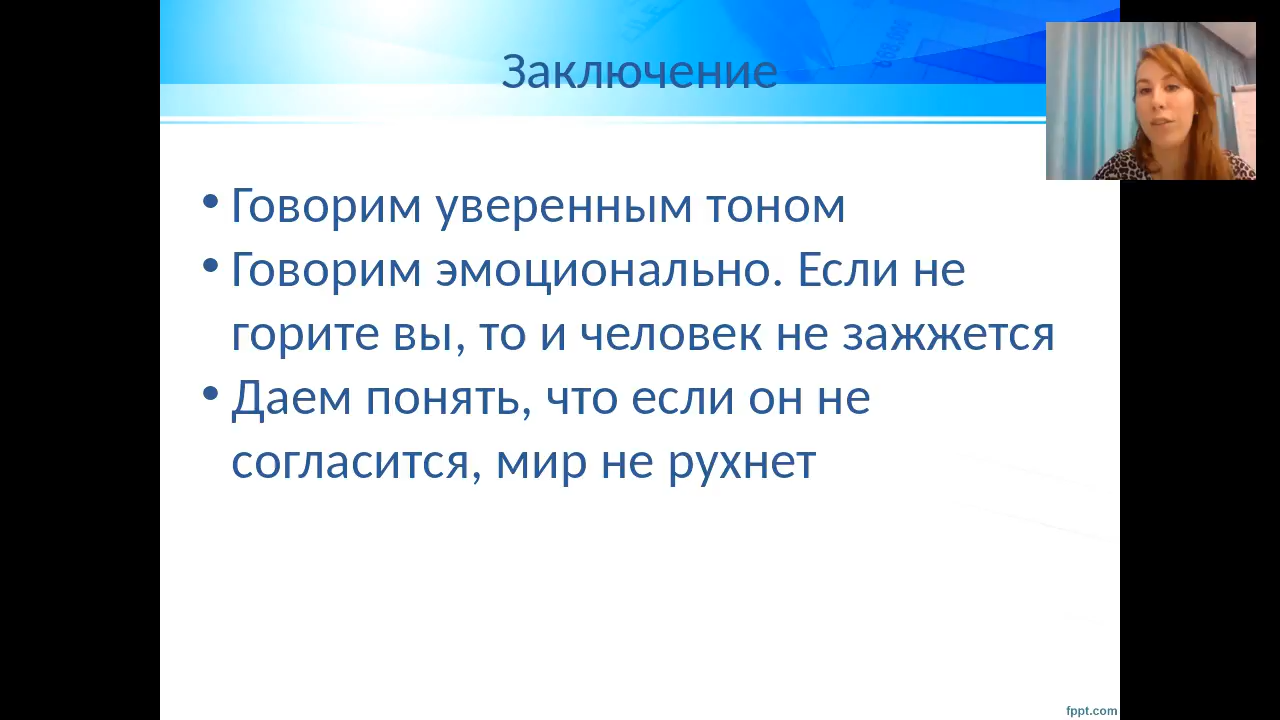 Заключение
• Говорим уверенным тоном
• Говорим эмоционально. Если не
горите вы, то и человек не зажжется
• Даем понять, что если он не
согласится, мир не рухнет
fppt.com